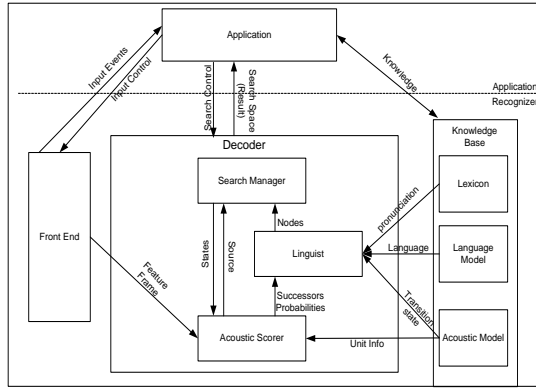 Application
Input Events
Input Control
Search Control
Search Space
(Result)
Knowledge
Application
Recognizer
Decoder
Knowledge
Base
Search Manager
Lexicon
pronunciation
Nodes
Front End
States
Source
Linguist
Language
Language
Model
Feature
Frame
Successors
Probabilities
Transition
state
Acoustic Scorer
Unit Info
Acoustic Model